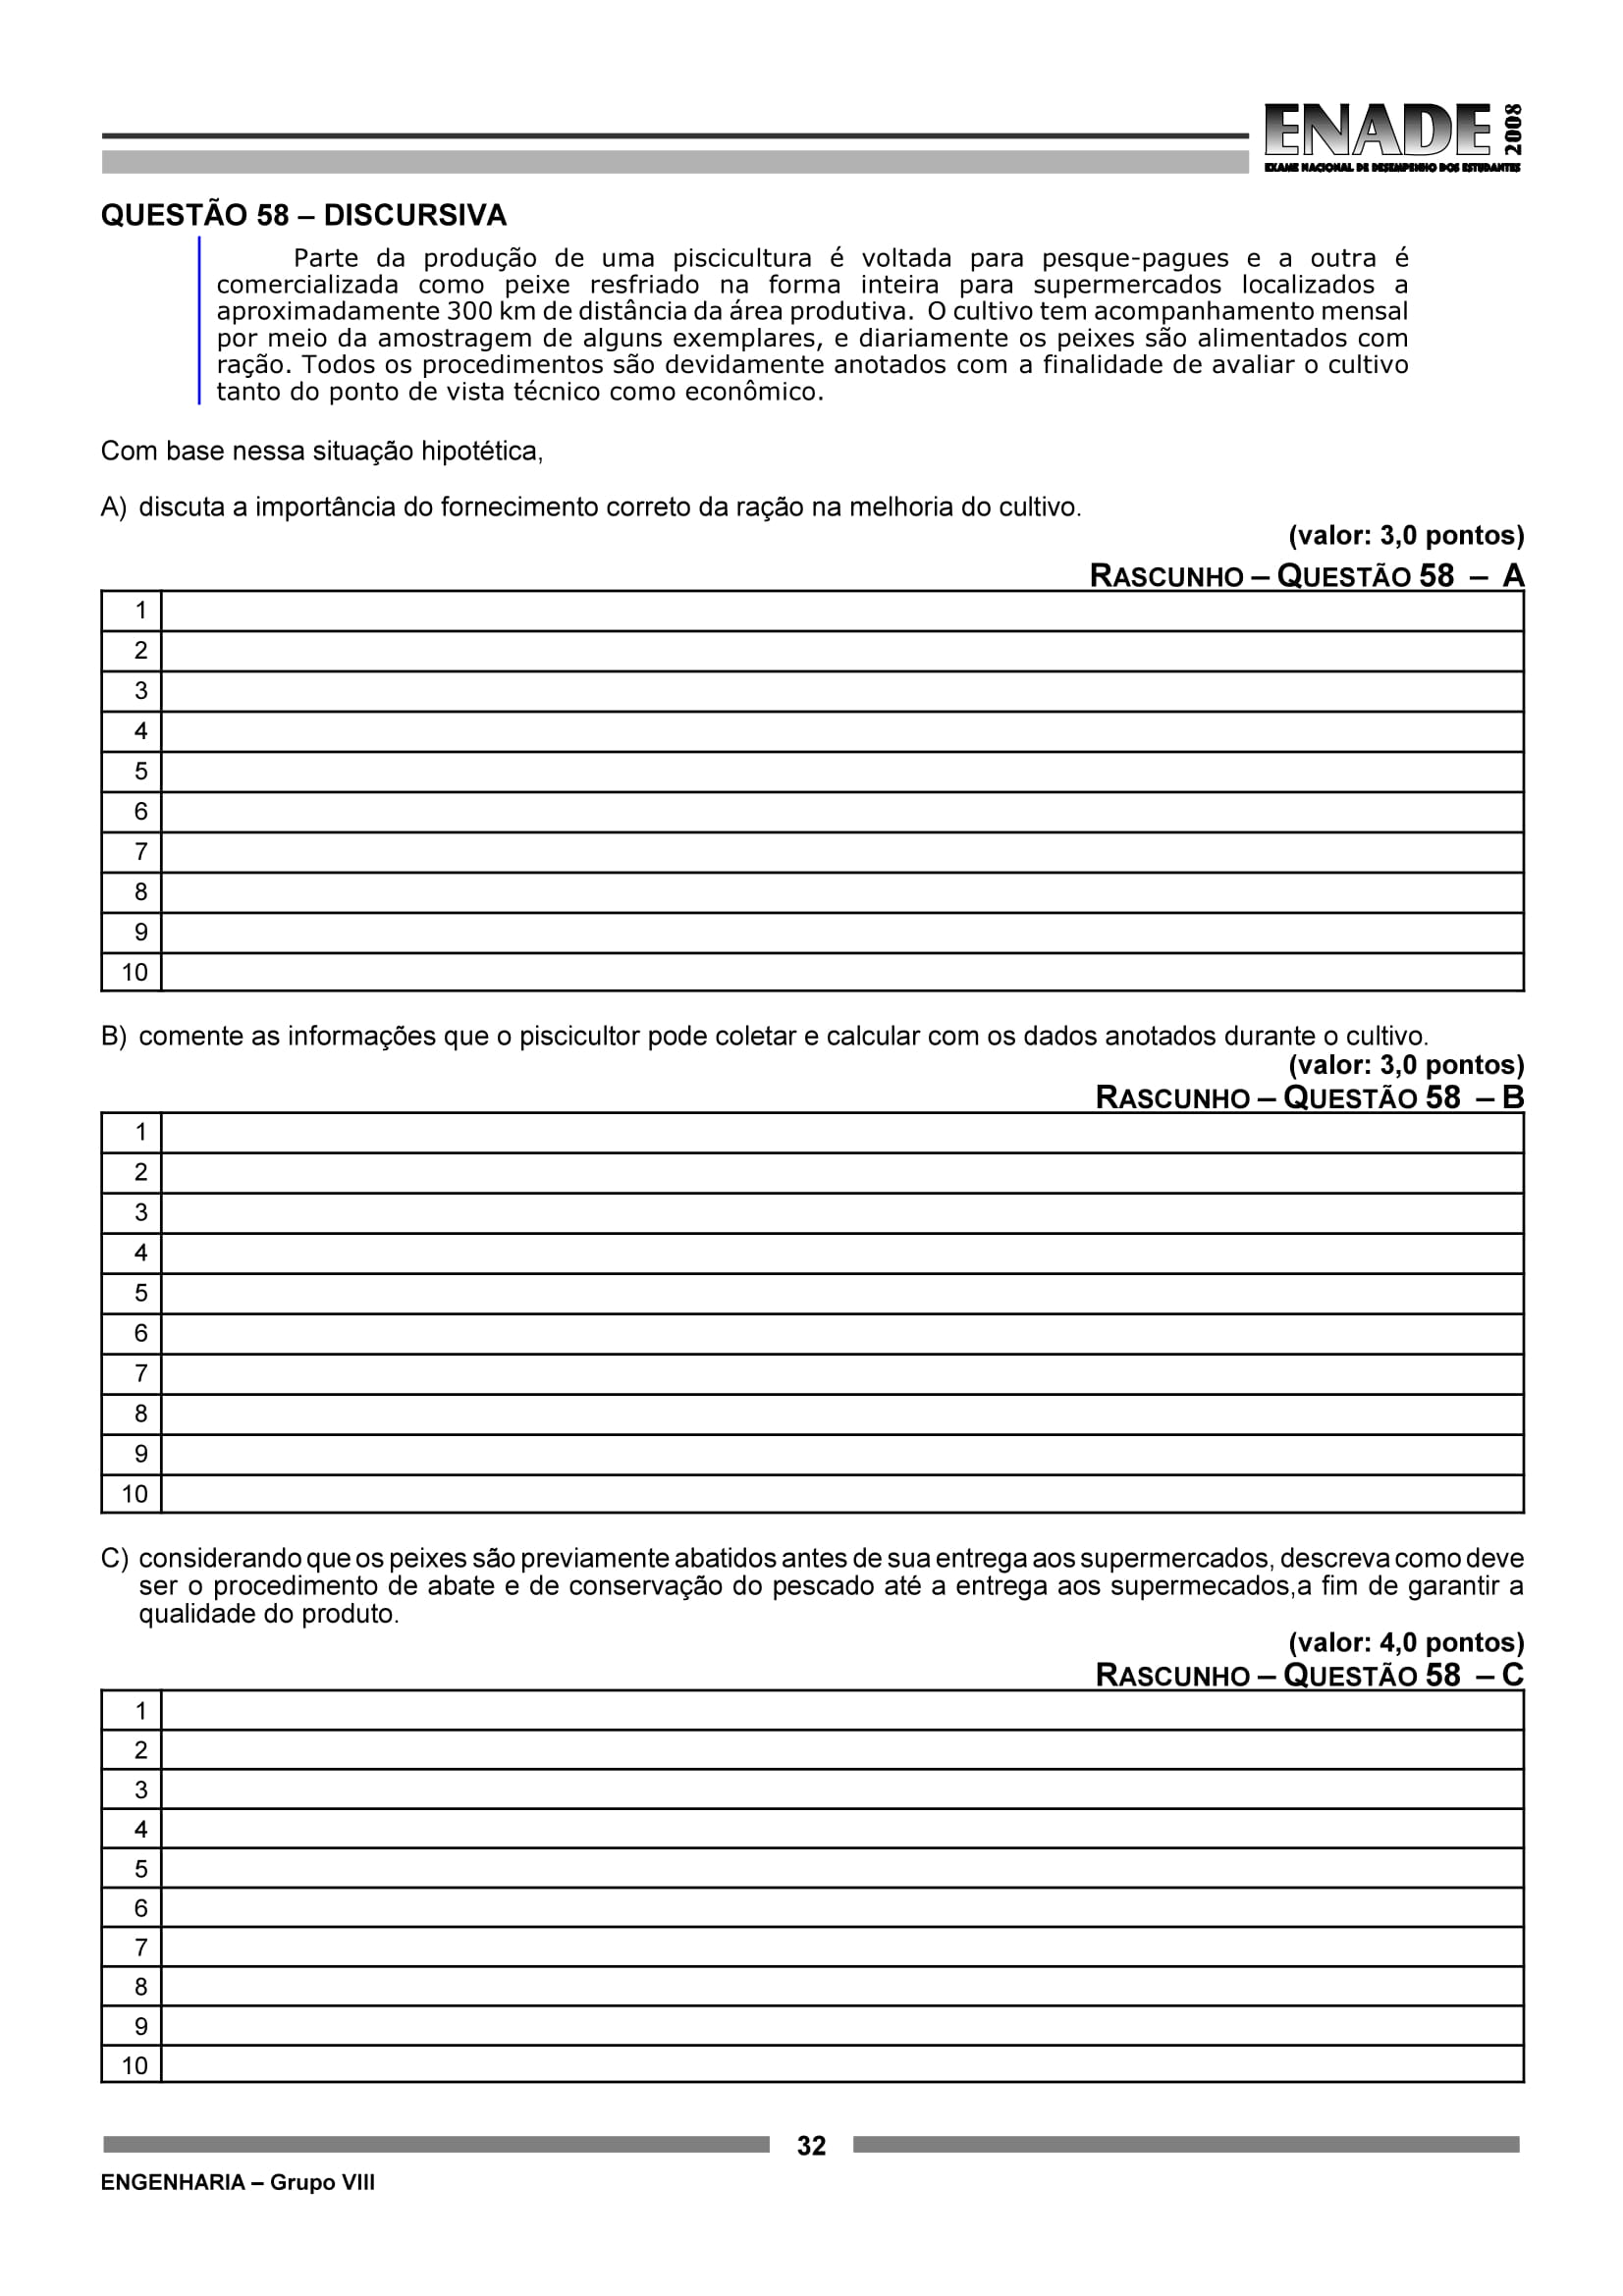 ENADE 2008
EXAME NACIONAL DE DESEMPENHO DOS ESTUDANTES
QUESTÃO 58 – DISCURSIVA
Parte da produção de uma piscicultura é voltada para pesque-pagues e a outra é
comercializada como peixe resfriado na forma inteira para supermercados localizados a
aproximadamente 300 km de distância da área produtiva. O cultivo tem acompanhamento mensal
por meio da amostragem de alguns exemplares, e diariamente os peixes são alimentados com
ração. Todos os procedimentos são devidamente anotados com a finalidade de avaliar o cultivo
tanto do ponto de vista técnico como econômico.
Com base nessa situação hipotética,
A) discuta a importância do fornecimento correto da ração na melhoria do cultivo.
(valor: 3,0 pontos)
RASCUNHO – QUESTÃO 58 – A
1
2
3
4
5
6
7
8
9
10
B) comente as informações que o piscicultor pode coletar e calcular com os dados anotados durante o cultivo.
(valor: 3,0 pontos)
RASCUNHO – QUESTÃO 58 – B
1
2
3
4
5
6
7
8
9
10
C) considerando que os peixes são previamente abatidos antes de sua entrega aos supermercados, descreva como deve
ser o procedimento de abate e de conservação do pescado até a entrega aos supermecados,a fim de garantir a
qualidade do produto.
(valor: 4,0 pontos)
RASCUNHO – QUESTÃO 58 – C
1
2
3
4
5
6
7
8
9
10
32
ENGENHARIA – Grupo VIII